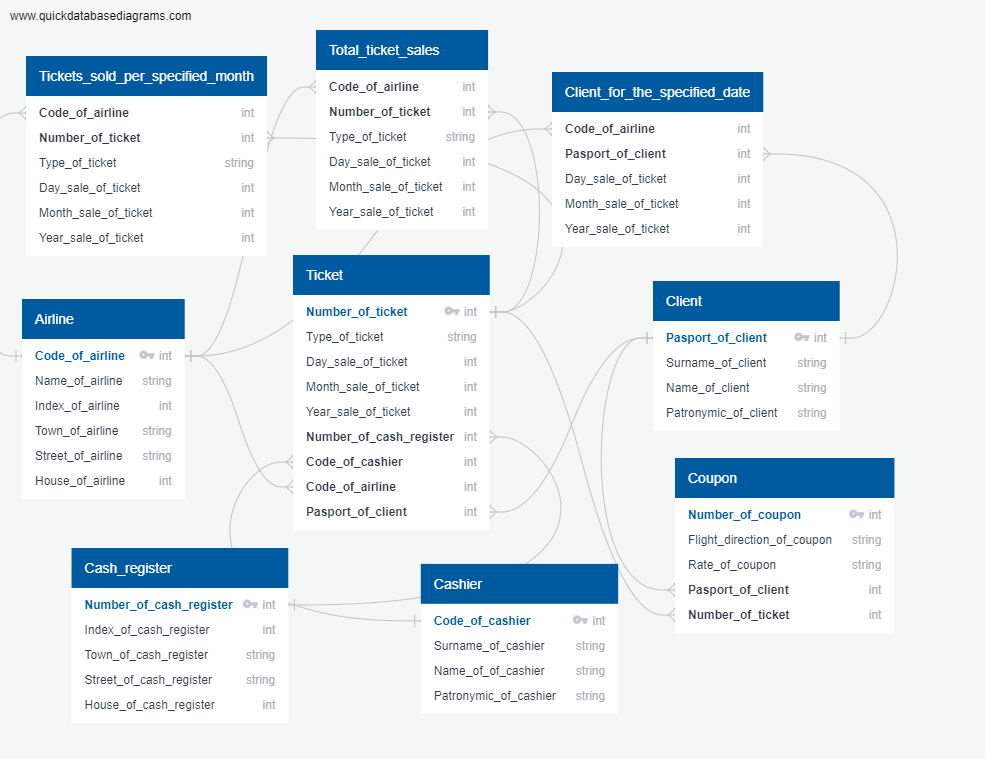 www.quickdatabasediagrams.com
Tickets_sold_per_specified_month
Code_of_airline int
Number_of_ticket int
Type_of_ticket string
Day_sale_of_ticket int
Month_sale_of_ticket int
Year_sale_of_ticket int
Total_ticket_sales
Code_of_airline int
Number_of_ticket int
Type_of_ticket string
Day_sale_of_ticket int
Month_sale_of_ticket int
Year_sale_of_ticket int
Client_for_the_specified_date
Code_of_airline int
Pasport_of_client int
Day_sale_of_ticket int
Month_sale_of_ticket int
Year_sale_of_ticket int
Airline
Code_of_airline int
Name_of_airline string
Index_of_airline int
Town_of_airline string
Street_of_airline string
House_of_airline int
Ticket
Number_of_ticket int
Type_of_ticket string
Day_sale_of_ticket int
Month_sale_of_ticket int
Year_sale_of_ticket int
Number_of_cash_register int
Code_of_cashier int
Code_of_airline int
Pasport_of_client int
Client
Pasport_of_client int
Surname_of_client string
Name_of_client string
Patronymic_of_client string
Coupon
Number_of_coupon int
Flight_direction_of_coupon string
Rate_of_coupon string
Pasport_of_client int
Number_of_ticket int
Cash_register
Number_of_cash_register int
Index_of_cash_register int
Town_of_cash_register string
Street_of_cash_register string
House_of_cash_register int
Cashier
Code_of_cashier int
Surname_of_cashier string
Name_of_of_cashier string
Patronymic_of_cashier string